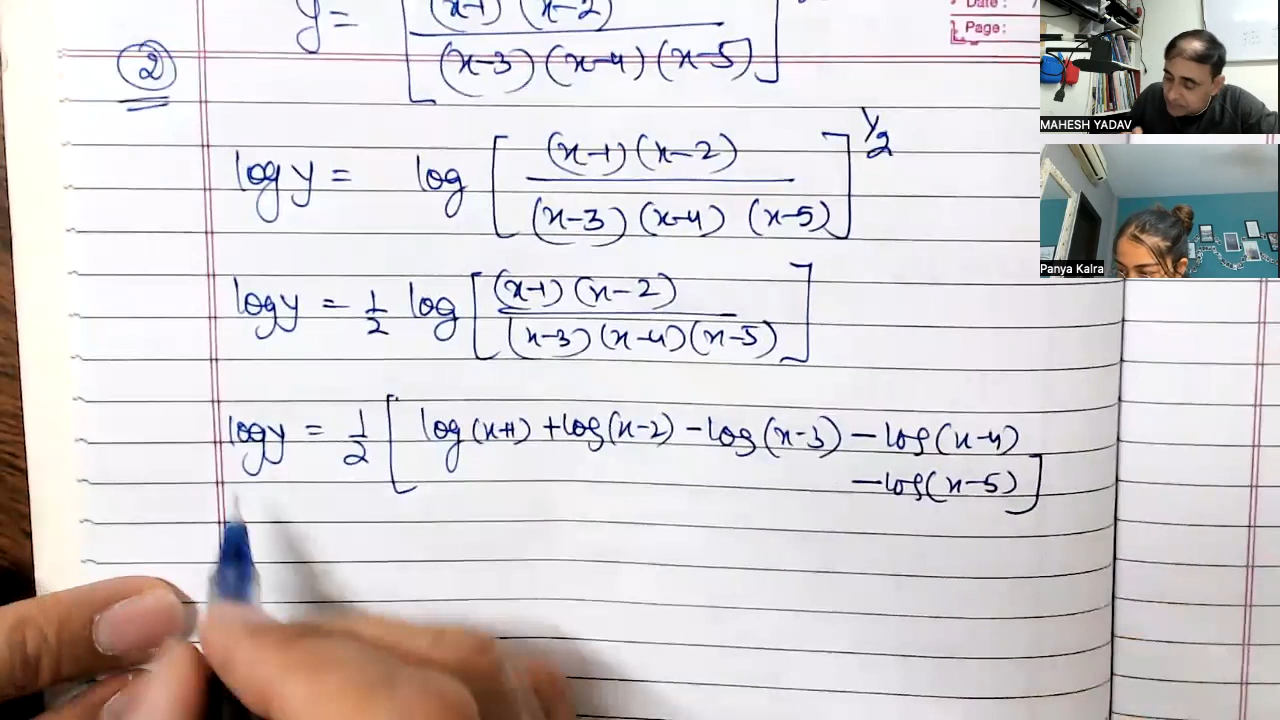 y = [(x-1)(x-2)
(x-3)(x-4)(x-5)]
②
log y = log [(x-1)(x-2)
(x-3)(x-4) (x-5)] 1/2
log y = 1/2 log [(x-1)(x-2)
(x-3)(x-4)(x-5)]
log y = 1/2 [log(x-1) + log(x-2) - log(x-3) - log(x-4)
- log(x-5)]
Date :
Page:
MAHESH YADAV
Panya Kalra